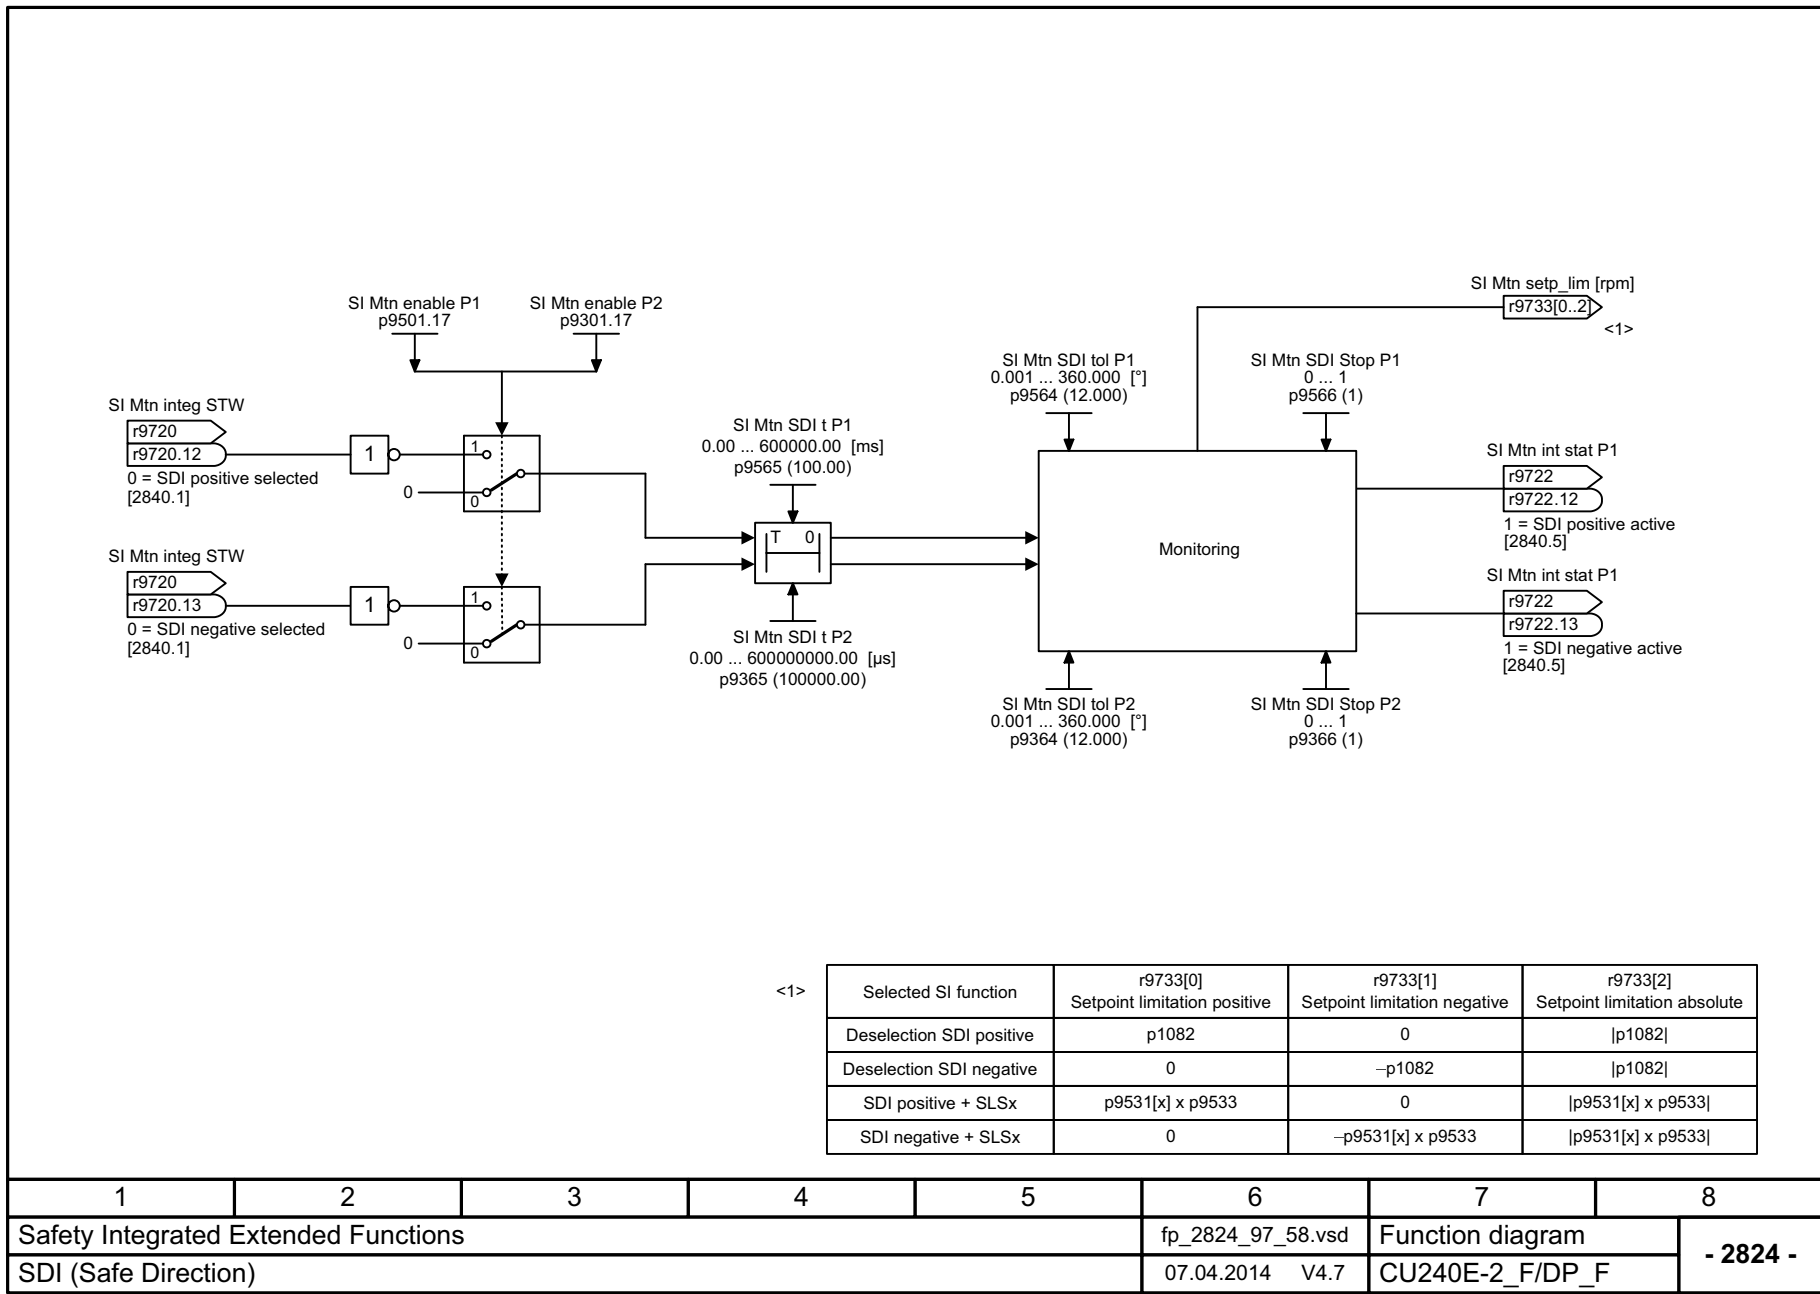 SI Mtn setp_lim [rpm]
r9733[0..2]
<1>
SI Mtn enable P1
p9501.17
SI Mtn enable P2
p9301.17
SI Mtn integ STW
r9720
r9720.12
0 = SDI positive selected
[2840.1]
1
1
0
0
SI Mtn integ STW
r9720
r9720.13
0 = SDI negative selected
[2840.1]
1
1
0
0
SI Mtn SDI t P1
0.00 ... 600000.00 [ms]
p9565 (100.00)
T 0
SI Mtn SDI t P2
0.00 ... 600000000.00 [µs]
p9365 (100000.00)
SI Mtn SDI tol P1
0.001 ... 360.000 [°]
p9564 (12.000)
SI Mtn SDI Stop P1
0 ... 1
p9566 (1)
Monitoring
SI Mtn SDI tol P2
0.001 ... 360.000 [°]
p9364 (12.000)
SI Mtn SDI Stop P2
0 ... 1
p9366 (1)
SI Mtn int stat P1
r9722
r9722.12
1 = SDI positive active
[2840.5]
SI Mtn int stat P1
r9722
r9722.13
1 = SDI negative active
[2840.5]
<1>
Selected SI function
r9733[0]
Setpoint limitation positive
r9733[1]
Setpoint limitation negative
r9733[2]
Setpoint limitation absolute
Deselection SDI positive p1082 0 |p1082|
Deselection SDI negative 0 –p1082 |p1082|
SDI positive + SLSx p9531[x] x p9533 0 |p9531[x] x p9533|
SDI negative + SLSx 0 –p9531[x] x p9533 |p9531[x] x p9533|
1 2 3 4 5 6 7 8
Safety Integrated Extended Functions fp_2824_97_58.vsd Function diagram
- 2824 -
SDI (Safe Direction) 07.04.2014 V4.7 CU240E-2_F/DP_F